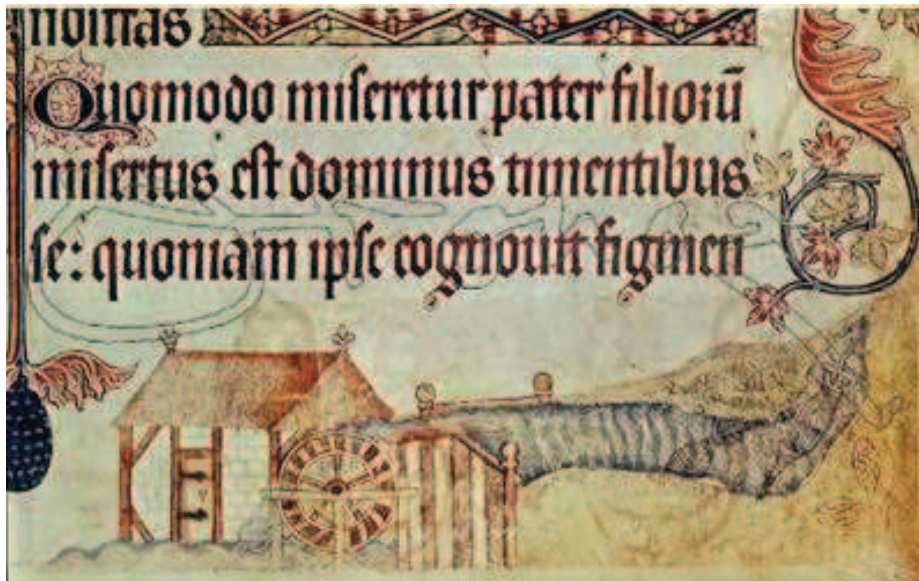 nostras
Quomodo miseretur pater filiorū
misertus est dominus timentibus
se: quoniam ipse cognouit figmen